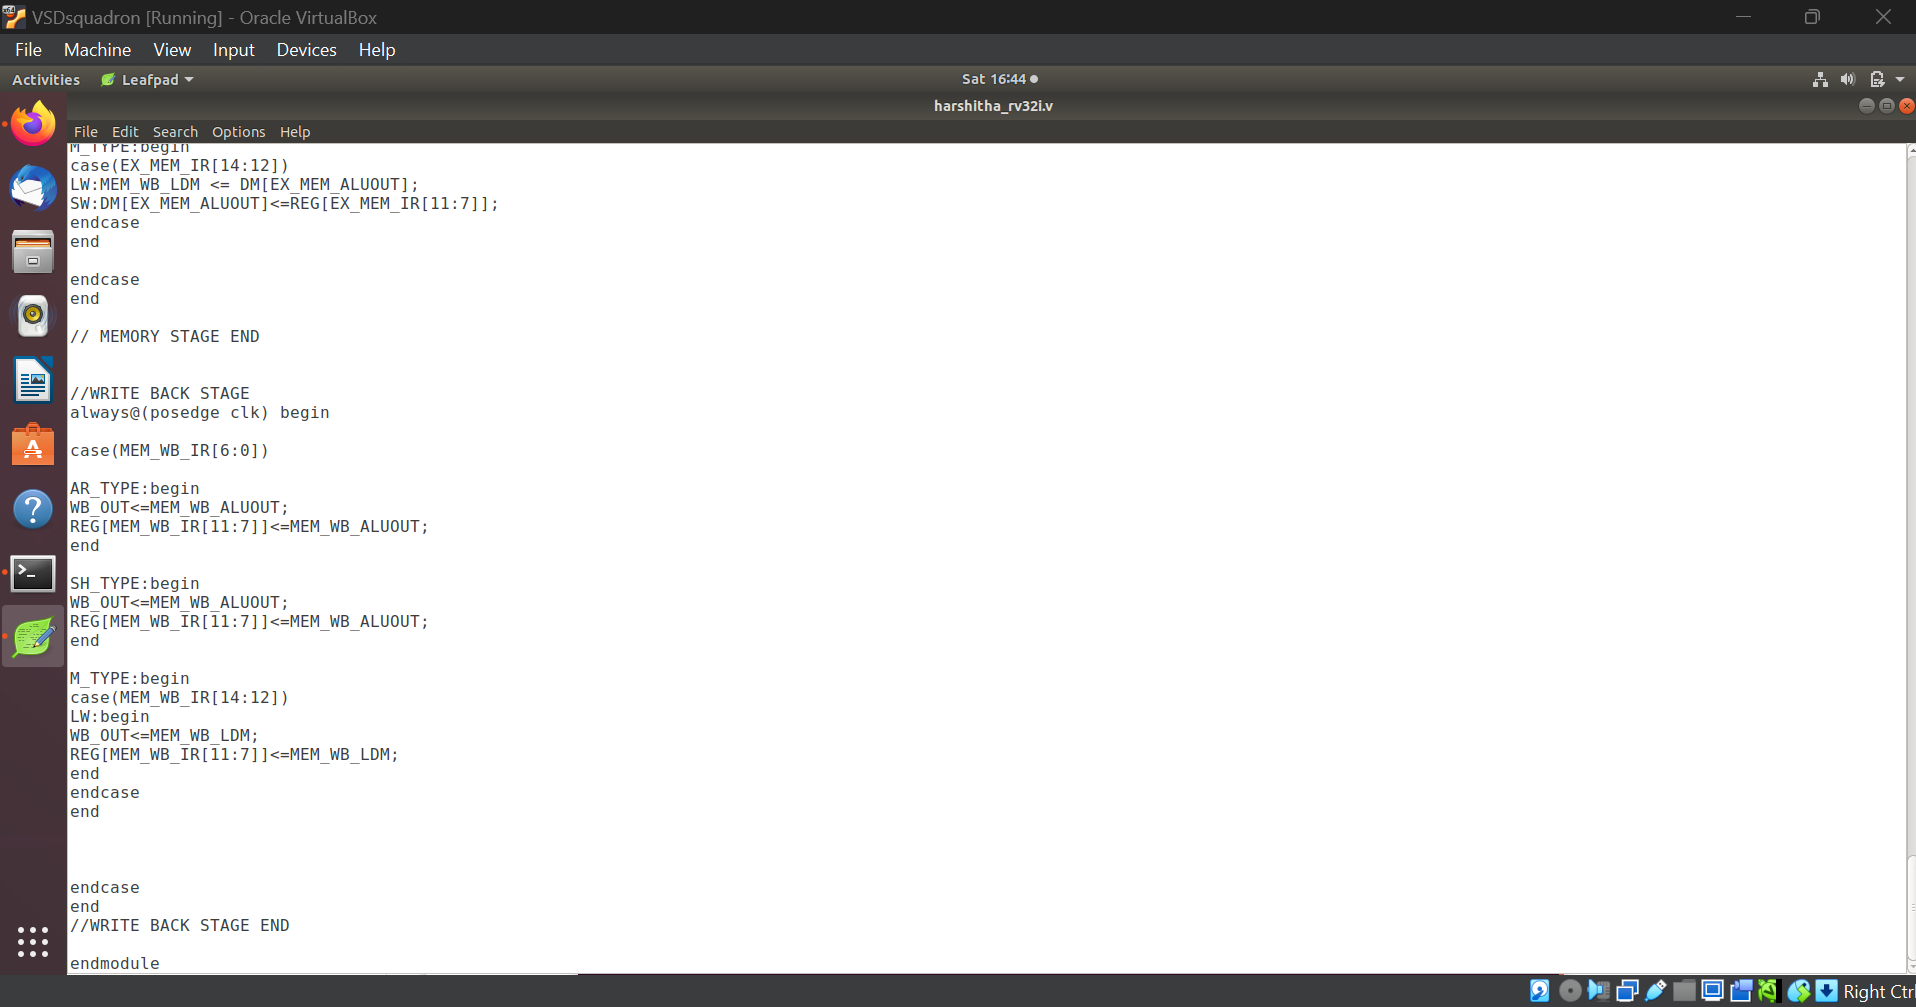 VSDsquadron [Running] - Oracle VirtualBox
File Machine View Input Devices Help
Activities Leafpad Sat 16:44
harshitha_rv32i.v
File Edit Search Options Help
M_TYPE:begin
case(EX_MEM_IR[14:12])
LW:MEM_WB_LDM <= DM[EX_MEM_ALUOUT];
SW:DM[EX_MEM_ALUOUT]<=REG[EX_MEM_IR[11:7]];
endcase
end
endcase
end
// MEMORY STAGE END
//WRITE BACK STAGE
always@(posedge clk) begin
case(MEM_WB_IR[6:0])
AR_TYPE:begin
WB_OUT<=MEM_WB_ALUOUT;
REG[MEM_WB_IR[11:7]]<=MEM_WB_ALUOUT;
end
SH_TYPE:begin
WB_OUT<=MEM_WB_ALUOUT;
REG[MEM_WB_IR[11:7]]<=MEM_WB_ALUOUT;
end
M_TYPE:begin
case(MEM_WB_IR[14:12])
LW:begin
WB_OUT<=MEM_WB_LDM;
REG[MEM_WB_IR[11:7]]<=MEM_WB_LDM;
end
endcase
end
endcase
end
//WRITE BACK STAGE END
endmodule
Right Ctrl